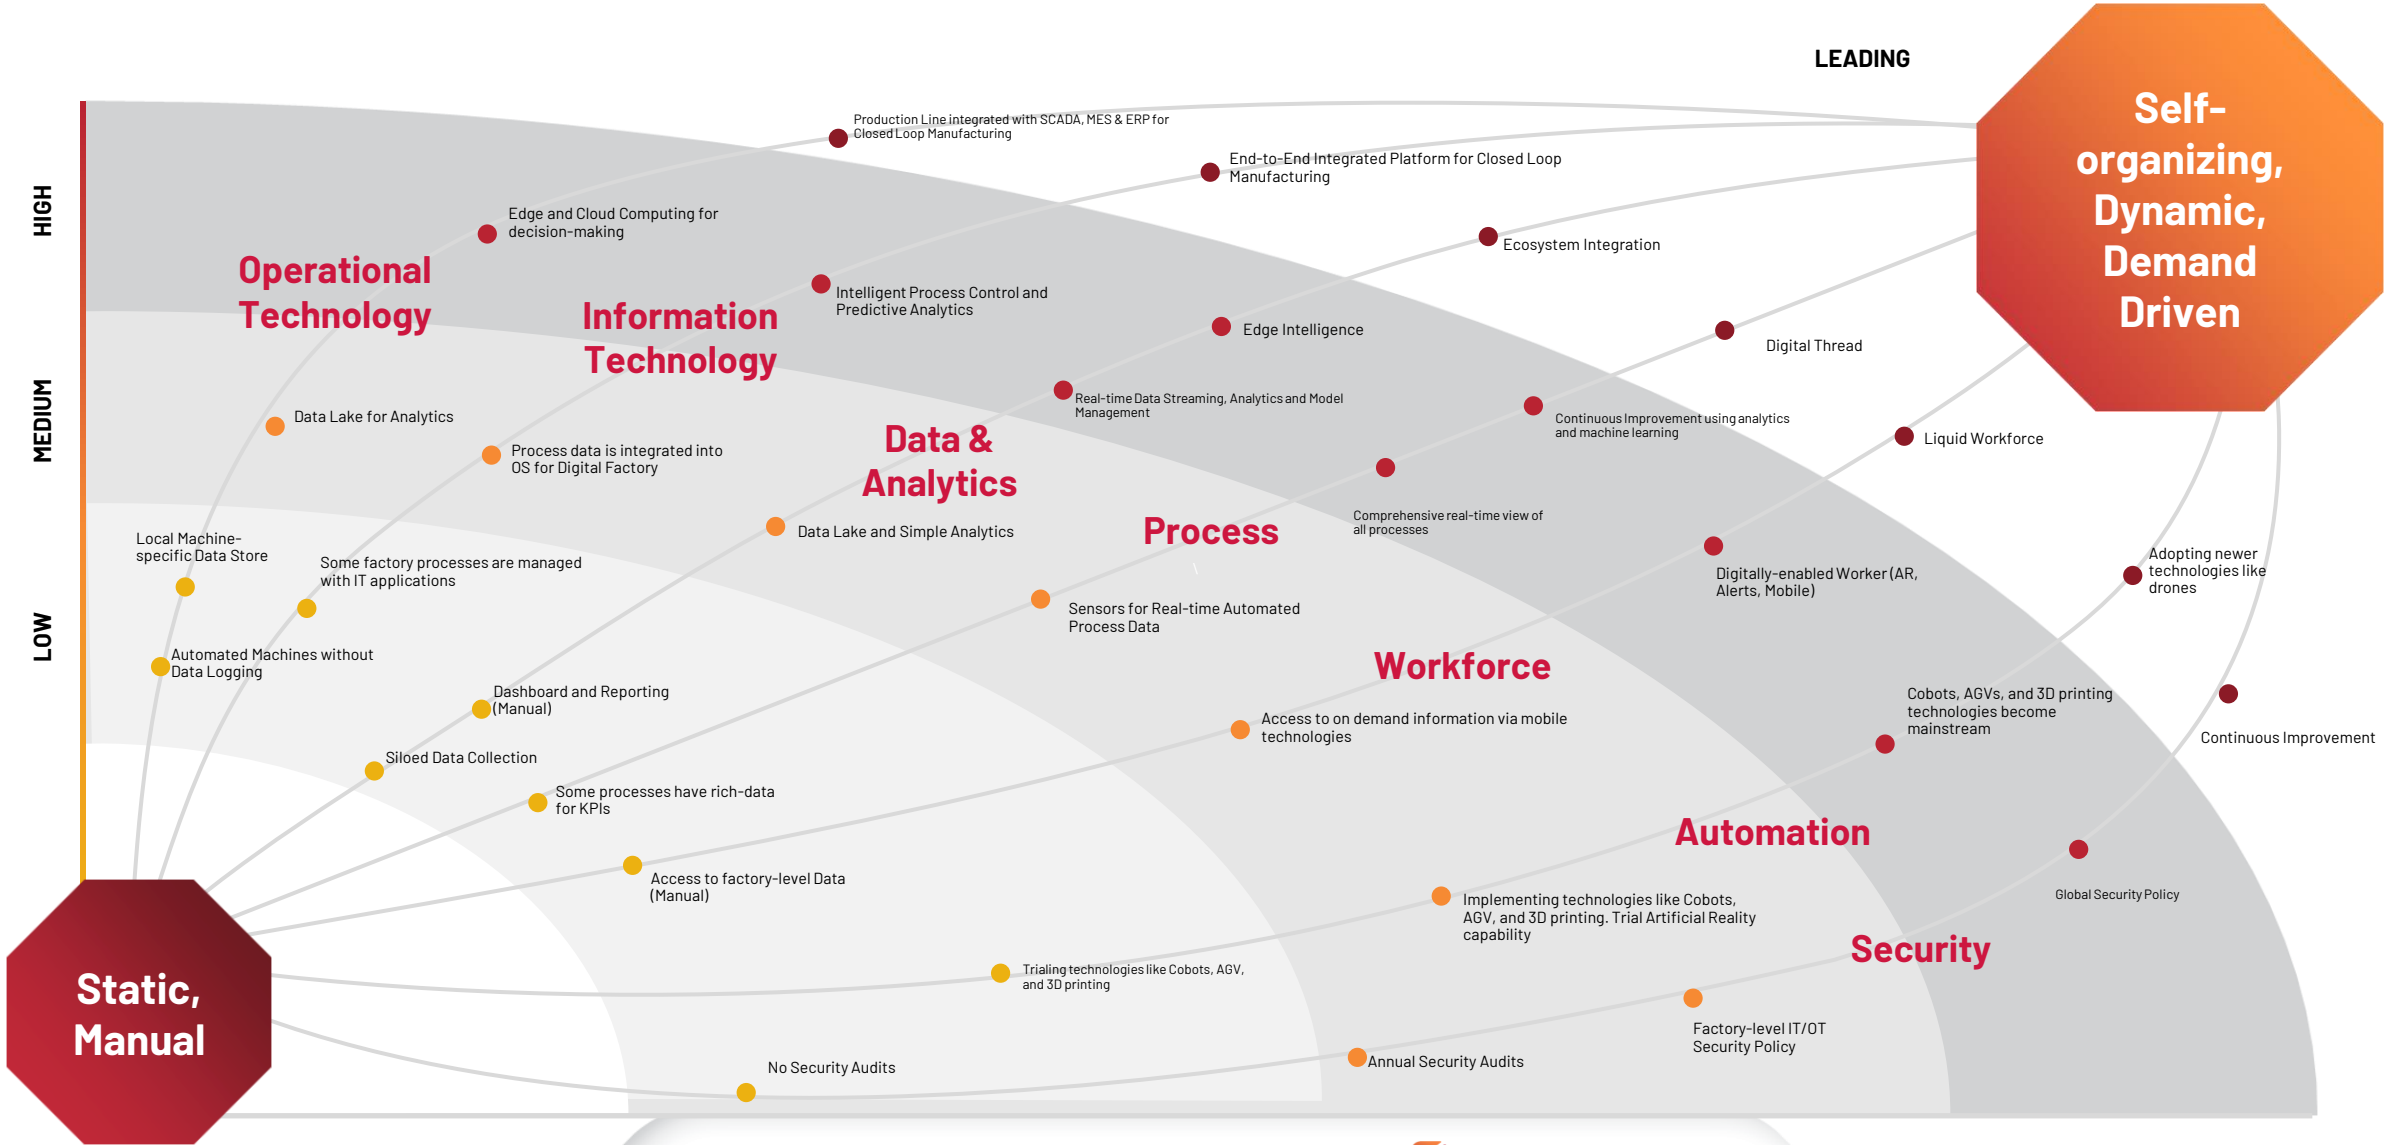 LEADING
Self-
organizing,
Dynamic,
Demand
Driven
HIGH
MEDIUM
LOW
Production Line integrated with SCADA, MES & ERP for
Closed Loop Manufacturing
End-to-End Integrated Platform for Closed Loop
Manufacturing
Edge and Cloud Computing for
decision-making
Ecosystem Integration
Operational
Technology
Information
Technology
Intelligent Process Control and
Predictive Analytics
Edge Intelligence
Digital Thread
Real-time Data Streaming, Analytics and Model
Management
Continuous Improvement using analytics
and machine learning
Data Lake for Analytics
Process data is integrated into
OS for Digital Factory
Data &
Analytics
Liquid Workforce
Data Lake and Simple Analytics
Process
Comprehensive real-time view of
all processes
Local Machine-
specific Data Store
Some factory processes are managed
with IT applications
Digitally-enabled Worker (AR,
Alerts, Mobile)
Adopting newer
technologies like
drones
Sensors for Real-time Automated
Process Data
Automated Machines without
Data Logging
Workforce
Dashboard and Reporting
(Manual)
Access to on demand information via mobile
technologies
Cobots, AGVs, and 3D printing
technologies become
mainstream
Continuous Improvement
Siloed Data Collection
Some processes have rich-data
for KPIs
Automation
Access to factory-level Data
(Manual)
Implementing technologies like Cobots,
AGV, and 3D printing. Trial Artificial Reality
capability
Global Security Policy
Security
Trialing technologies like Cobots, AGV,
and 3D printing
Static,
Manual
Factory-level IT/OT
Security Policy
No Security Audits
Annual Security Audits